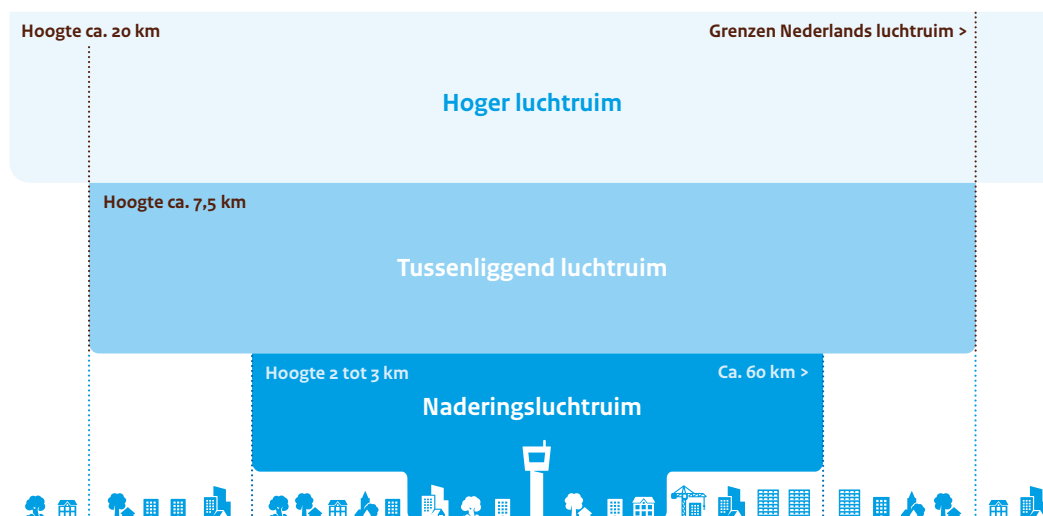 Hoogte ca. 20 km
Grenzen Nederlands luchtruim >
Hoger luchtruim
Hoogte ca. 7,5 km
Tussenliggend luchtruim
Hoogte 2 tot 3 km
Ca. 60 km >
Naderingsluchtruim